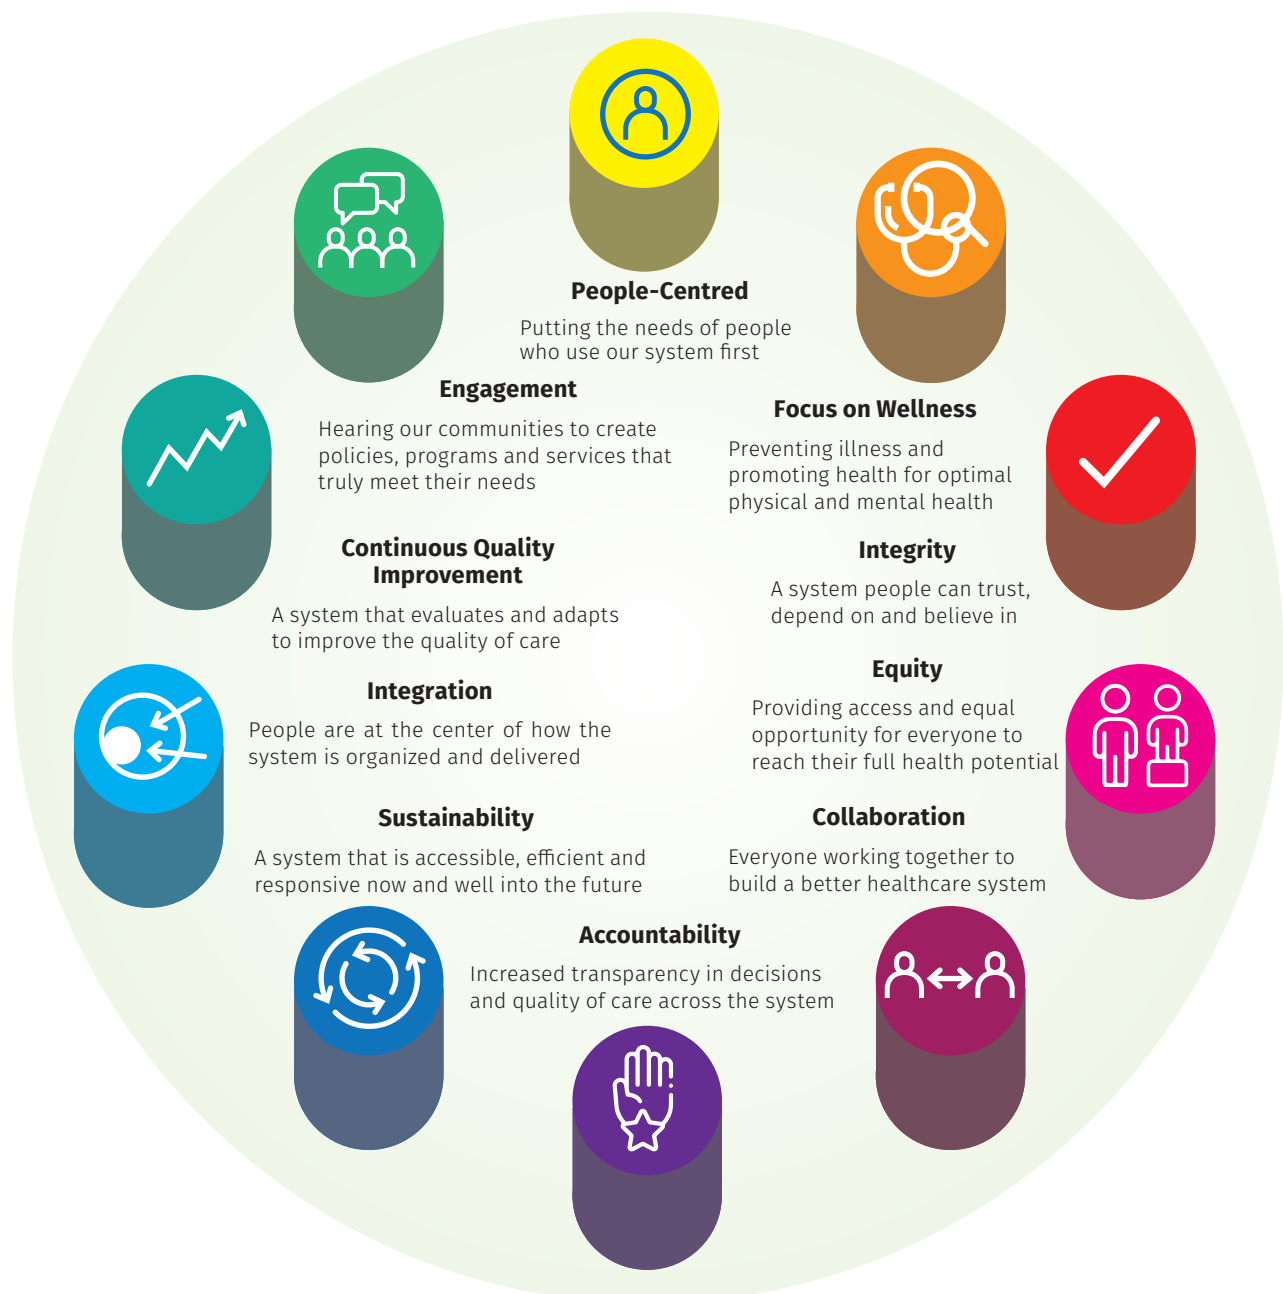 People-Centred
Putting the needs of people
who use our system first
Engagement
Hearing our communities to create
policies, programs and services that
truly meet their needs
Focus on Wellness
Preventing illness and
promoting health for optimal
physical and mental health
Continuous Quality
Improvement
A system that evaluates and adapts
to improve the quality of care
Integrity
A system people can trust,
depend on and believe in
Integration
People are at the center of how the
system is organized and delivered
Equity
Providing access and equal
opportunity for everyone to
reach their full health potential
Sustainability
A system that is accessible, efficient and
responsive now and well into the future
Collaboration
Everyone working together to
build a better healthcare system
Accountability
Increased transparency in decisions
and quality of care across the system